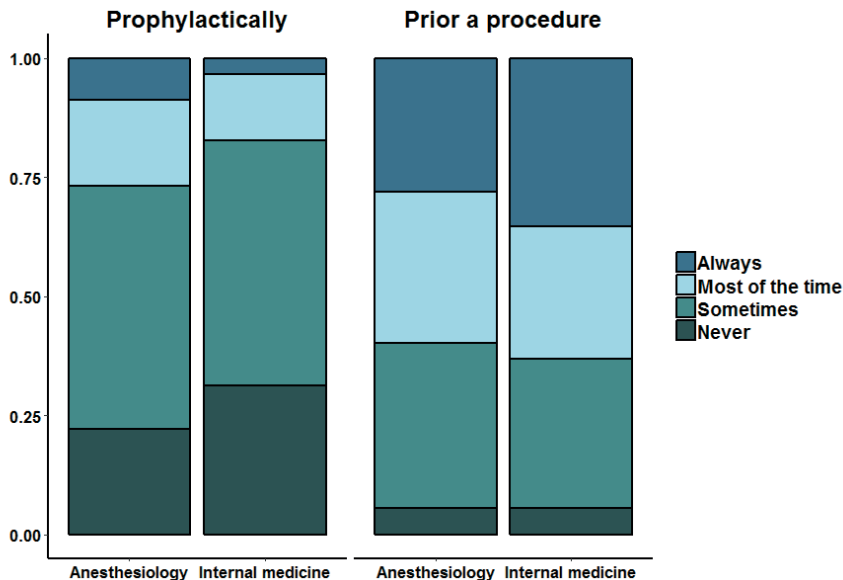 Prophylactically
Prior a procedure
1.00
0.75
0.50
0.25
0.00
Always
Most of the time
Sometimes
Never
Anesthesiology Internal medicine
Anesthesiology Internal medicine